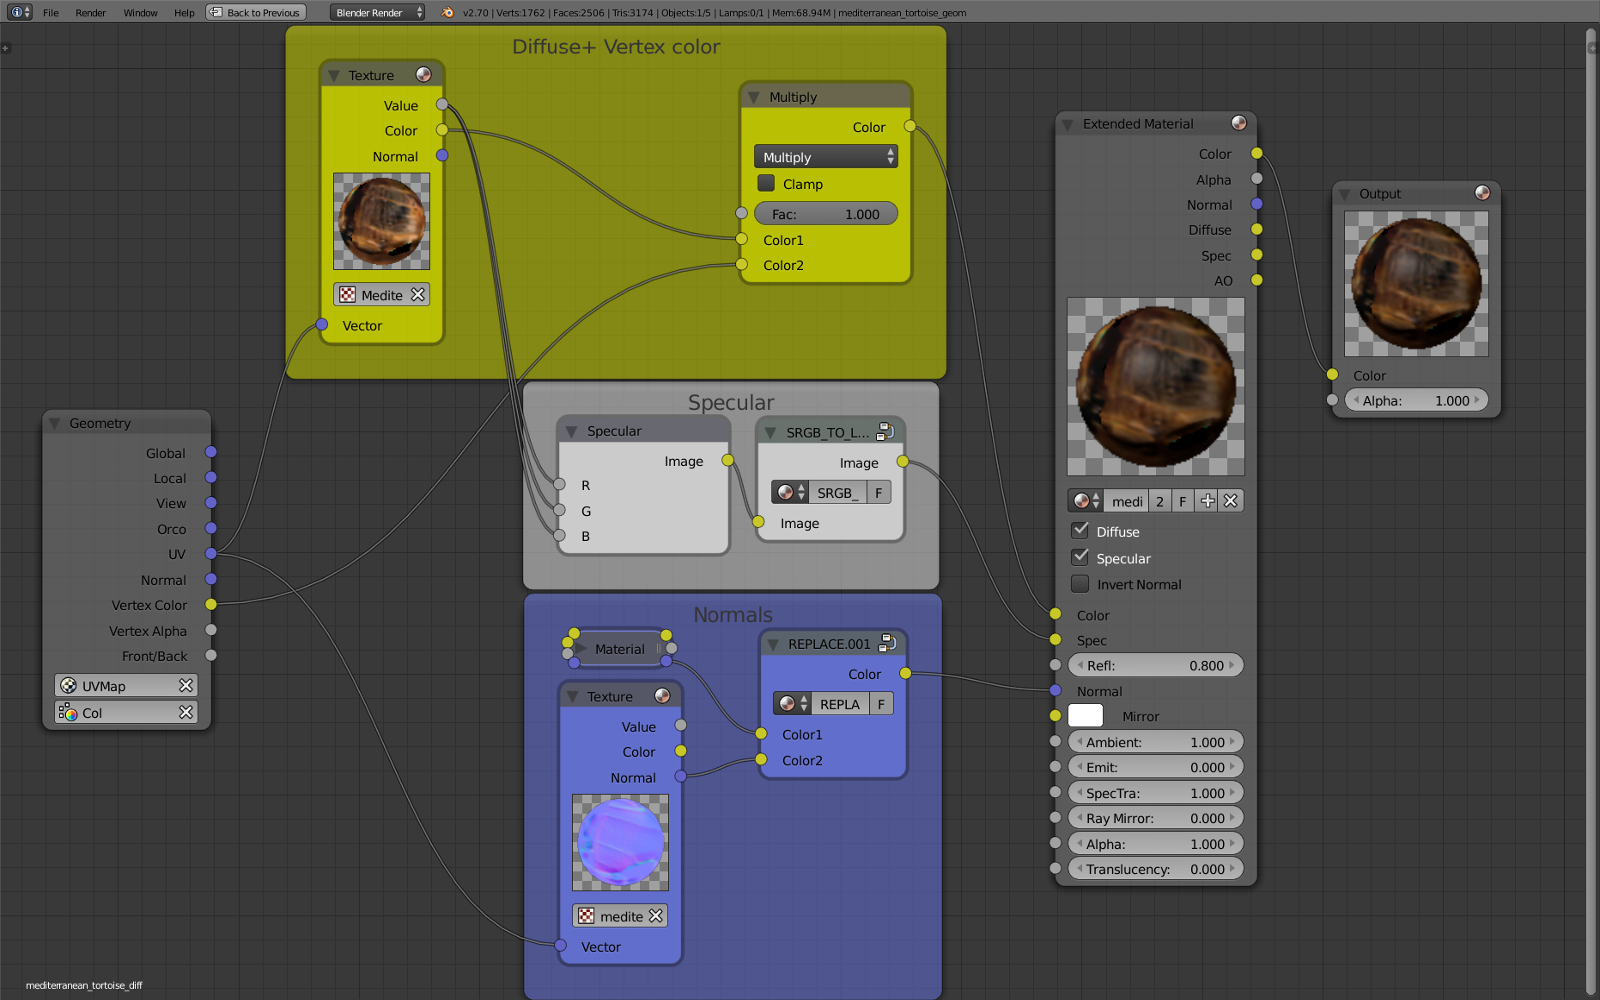 File Render Window Help Back to Previous Blender Render v2.70 | Verts:1762 | Faces:2506 | Tris:3174 | Objects:1/5 | Lamps:0/1 | Mem:68.94M | mediterranean_tortoise_geom
Diffuse+ Vertex color
Texture
Value
Color
Normal
Medite
Vector
Multiply
Color
Multiply
Clamp
Fac: 1.000
Color1
Color2
Geometry
Global
Local
View
Orco
UV
Normal
Vertex Color
Vertex Alpha
Front/Back
UVMap
Col
Specular
Specular
Image
R
G
B
SRGB_TO_L...
Image
SRGB_ F
Image
Normals
Material
Texture
Value
Color
Normal
medite
Vector
REPLACE.001
Color
REPLA F
Color1
Color2
Extended Material
Color
Alpha
Normal
Diffuse
Spec
AO
medi 2 F
Diffuse
Specular
Invert Normal
Color
Spec
Refl: 0.800
Normal
Mirror
Ambient: 1.000
Emit: 0.000
SpecTra: 1.000
Ray Mirror: 0.000
Alpha: 1.000
Translucency: 0.000
Output
Color
Alpha: 1.000
mediterranean_tortoise_diff